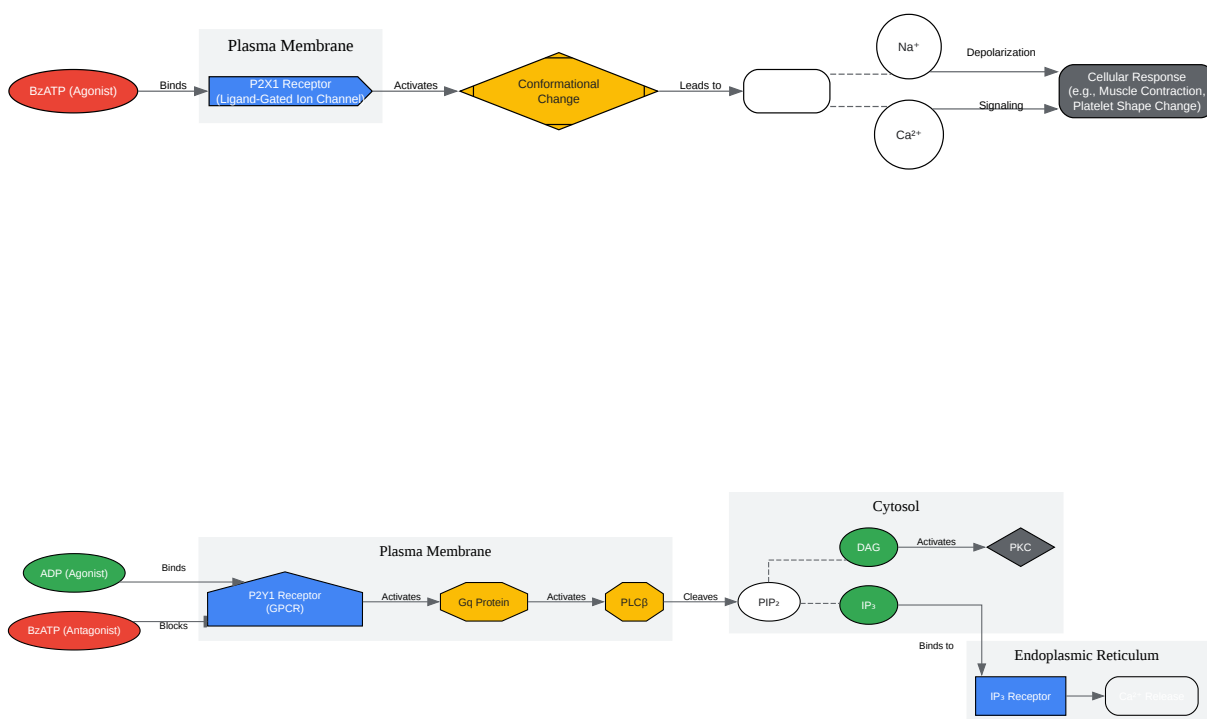 Plasma Membrane
BzATP (Agonist)
Binds
P2X1 Receptor
(Ligand-Gated Ion Channel)
Activates
Conformational
Change
Leads to
Na⁺
Ca²⁺
Depolarization
Signaling
Cellular Response
(e.g., Muscle Contraction,
Platelet Shape Change)
ADP (Agonist)
BzATP (Antagonist)
Binds
Blocks
Plasma Membrane
P2Y1 Receptor
(GPCR)
Activates
Gq Protein
Activates
PLCβ
Cleaves
Cytosol
PIP₂
DAG
IP₃
Activates
PKC
Binds to
Endoplasmic Reticulum
IP₃ Receptor
Ca²⁺ Release